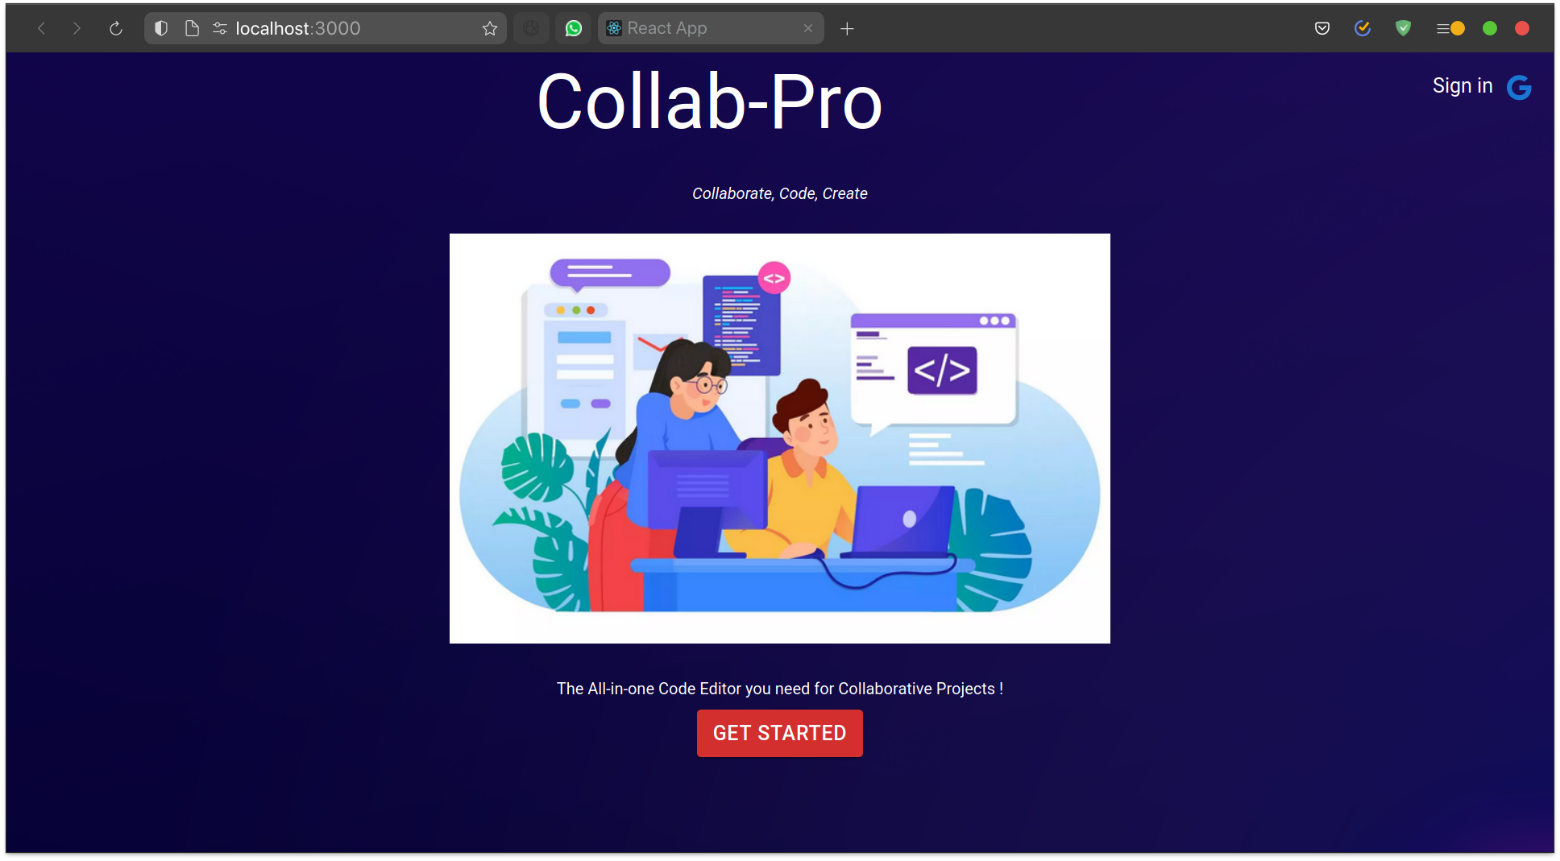 localhost:3000
React App
Collab-Pro
Sign in
Collaborate, Code, Create
<>
</>
The All-in-one Code Editor you need for Collaborative Projects !
GET STARTED